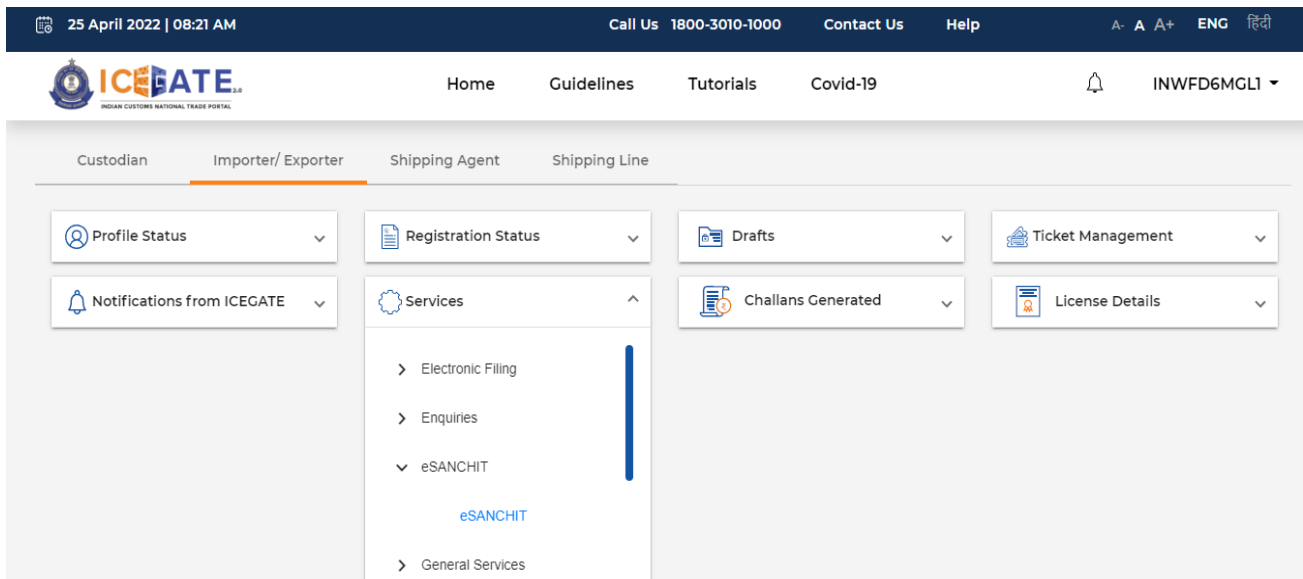 25 April 2022 | 08:21 AM Call Us 1800-3010-1000 Contact Us Help A- A A+ ENG हिंदी
ICEGATE 2.0 Home Guidelines Tutorials Covid-19 INWFD6MGL1
INDIAN CUSTOMS NATIONAL TRADE PORTAL
Custodian Importer/ Exporter Shipping Agent Shipping Line
Profile Status Registration Status Drafts Ticket Management
Notifications from ICEGATE Services Challans Generated License Details
Electronic Filing
Enquiries
eSANCHIT
eSANCHIT
General Services